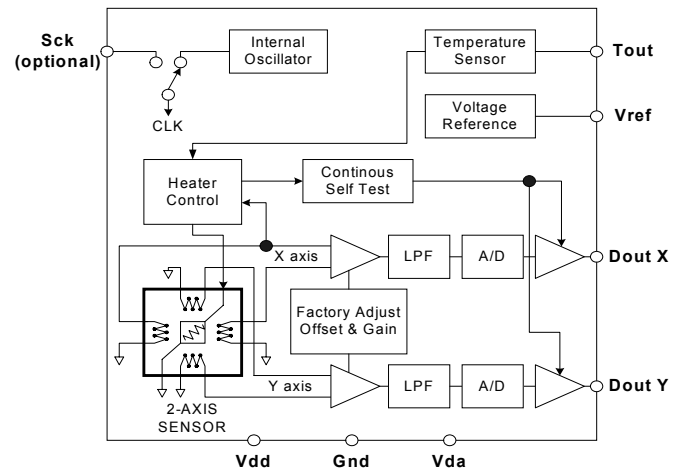 Sck
(optional)
Internal
Oscillator
Temperature
Sensor
Tout
CLK
Voltage
Reference
Vref
Heater
Control
Continous
Self Test
X axis
LPF
A/D
Dout X
Factory Adjust
Offset & Gain
Y axis
LPF
A/D
Dout Y
2-AXIS
SENSOR
Vdd
Gnd
Vda